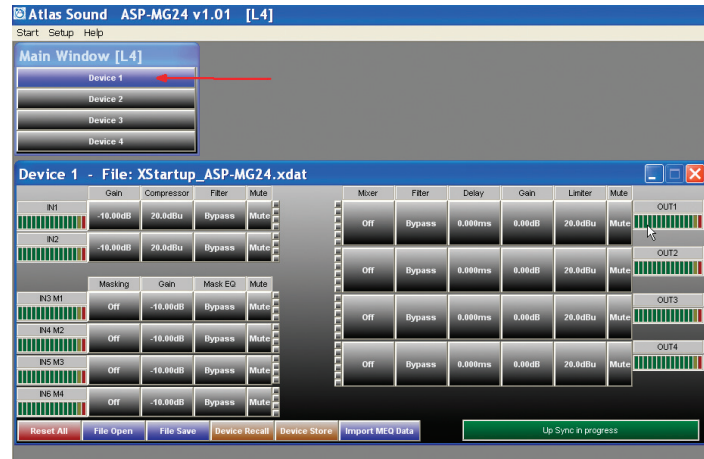 Atlas Sound ASP-MG24 v1.01 [L4]
Start Setup Help
Main Window [L4]
Device 1
Device 2
Device 3
Device 4
Device 1 - File: XStartup_ASP-MG24.xdat
Gain Compressor Filter Mute Mixer Filter Delay Gain Limiter Mute
IN1 -10.00dB 20.0dBu Bypass Mute Off Bypass 0.000ms 0.00dB 20.0dBu Mute OUT1
IN2 -10.00dB 20.0dBu Bypass Mute Off Bypass 0.000ms 0.00dB 20.0dBu Mute OUT2
Masking Gain Mask EQ Mute
IN3 M1 Off -10.00dB Bypass Mute Off Bypass 0.000ms 0.00dB 20.0dBu Mute OUT3
IN4 M2 Off -10.00dB Bypass Mute
IN5 M3 Off -10.00dB Bypass Mute Off Bypass 0.000ms 0.00dB 20.0dBu Mute OUT4
IN6 M4 Off -10.00dB Bypass Mute
Reset All File Open File Save Device Recall Device Store Import MEQ Data Up Sync in progress